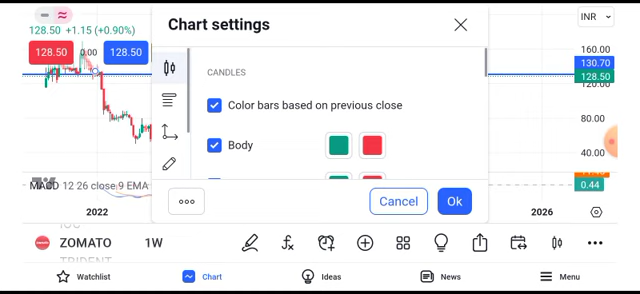 Chart settings
INR
128.50 +1.15 (+0.90%)
128.50 0.00 128.50
160.00
130.70
128.50
120.00
80.00
40.00
0.44
CANDLES
Color bars based on previous close
Body
MACD 12 26 close 9 EMA
Cancel
Ok
2022
2026
ZOMATO 1W
TRIDENT
Watchlist
Chart
Ideas
News
Menu